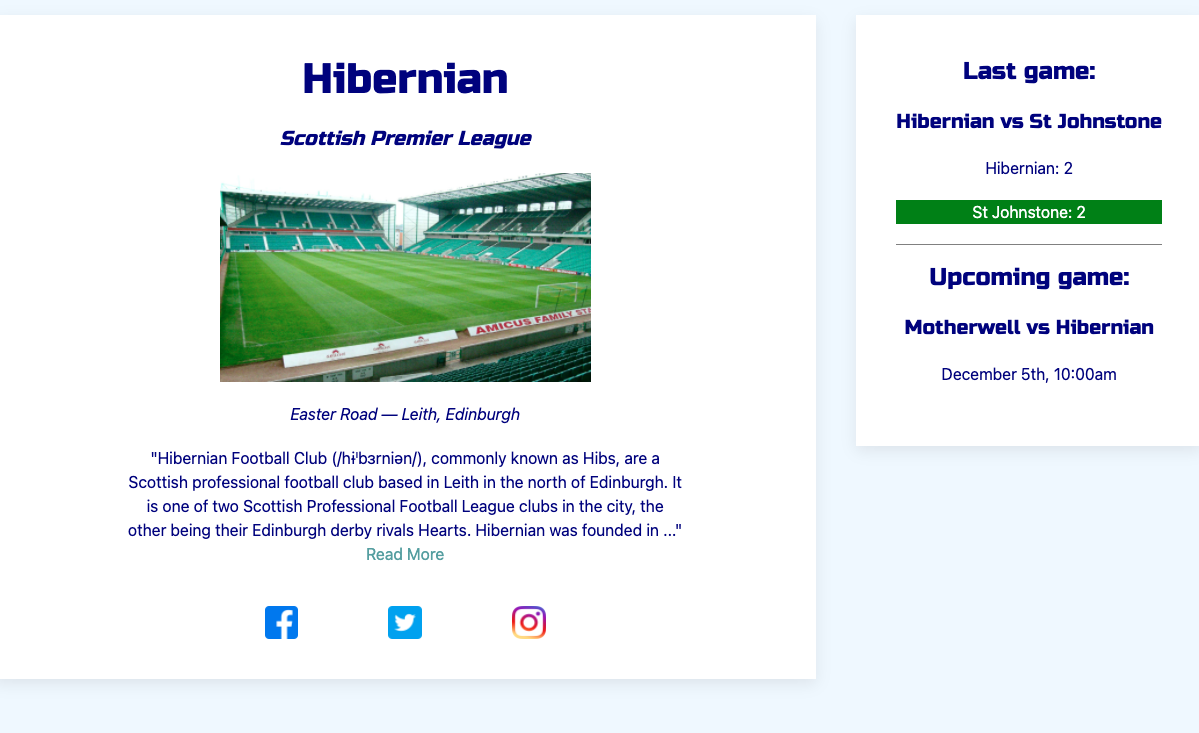 Hibernian
Scottish Premier League
AMICUS FAMILY ST
Easter Road — Leith, Edinburgh
"Hibernian Football Club (/hɨˈbɜrniən/), commonly known as Hibs, are a
Scottish professional football club based in Leith in the north of Edinburgh. It
is one of two Scottish Professional Football League clubs in the city, the
other being their Edinburgh derby rivals Hearts. Hibernian was founded in ..."
Read More
Last game:
Hibernian vs St Johnstone
Hibernian: 2
St Johnstone: 2
Upcoming game:
Motherwell vs Hibernian
December 5th, 10:00am